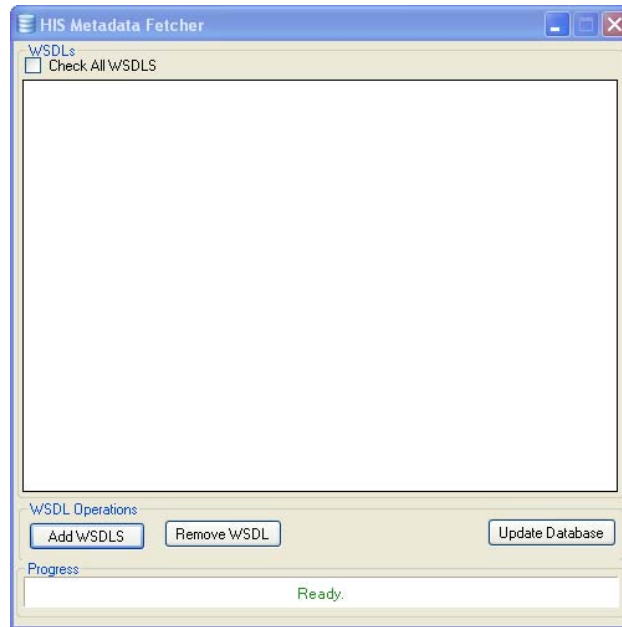 HIS Metadata Fetcher
WSDLs
Check All WSDLS
WSDL Operations
Add WSDLS
Remove WSDL
Update Database
Progress
Ready.